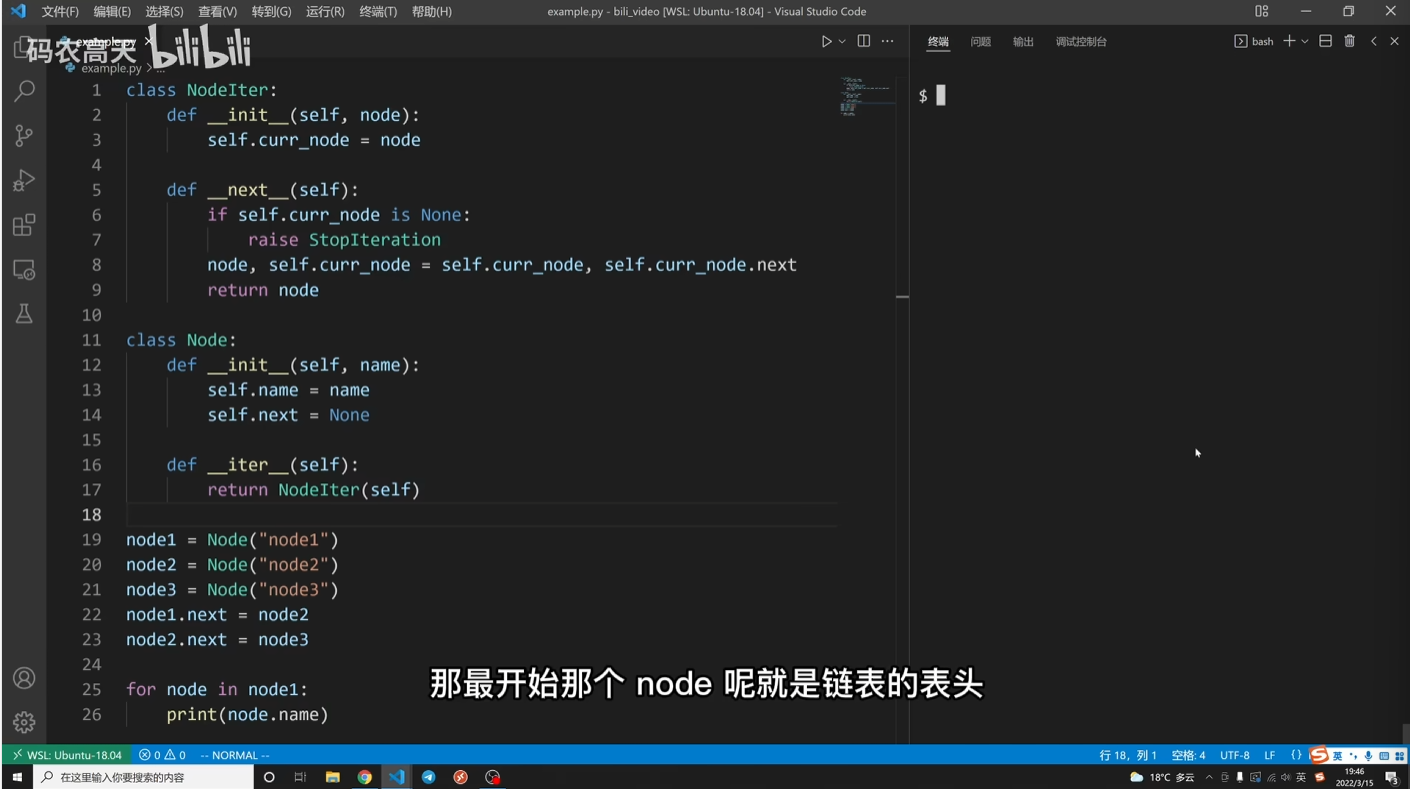 文件(F) 编辑(E) 选择(S) 查看(V) 转到(G) 运行(R) 终端(T) 帮助(H) example.py - bili_video [WSL: Ubuntu-18.04] - Visual Studio Code
example.py
码农高天 bilibili
example.py > ...
终端 问题 输出 调试控制台 bash
$
1 class NodeIter:
2     def __init__(self, node):
3         self.curr_node = node
4
5     def __next__(self):
6         if self.curr_node is None:
7             raise StopIteration
8         node, self.curr_node = self.curr_node, self.curr_node.next
9         return node
10
11 class Node:
12     def __init__(self, name):
13         self.name = name
14         self.next = None
15
16     def __iter__(self):
17         return NodeIter(self)
18
19 node1 = Node("node1")
20 node2 = Node("node2")
21 node3 = Node("node3")
22 node1.next = node2
23 node2.next = node3
24
25 for node in node1:
26     print(node.name)
那最开始那个 node 呢就是链表的表头
WSL: Ubuntu-18.04 0 0 -- NORMAL -- 行 18，列 1 空格: 4 UTF-8 LF {} 英
在这里输入你要搜索的内容 18°C 多云 英 19:46
2022/3/15 3